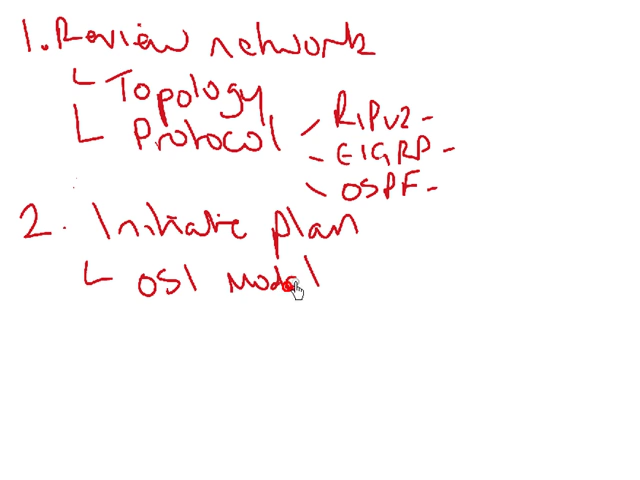 1. Review network
Topology
Protocol
RIPv2 -
EIGRP -
OSPF -
2. Initiate plan
OSI Model